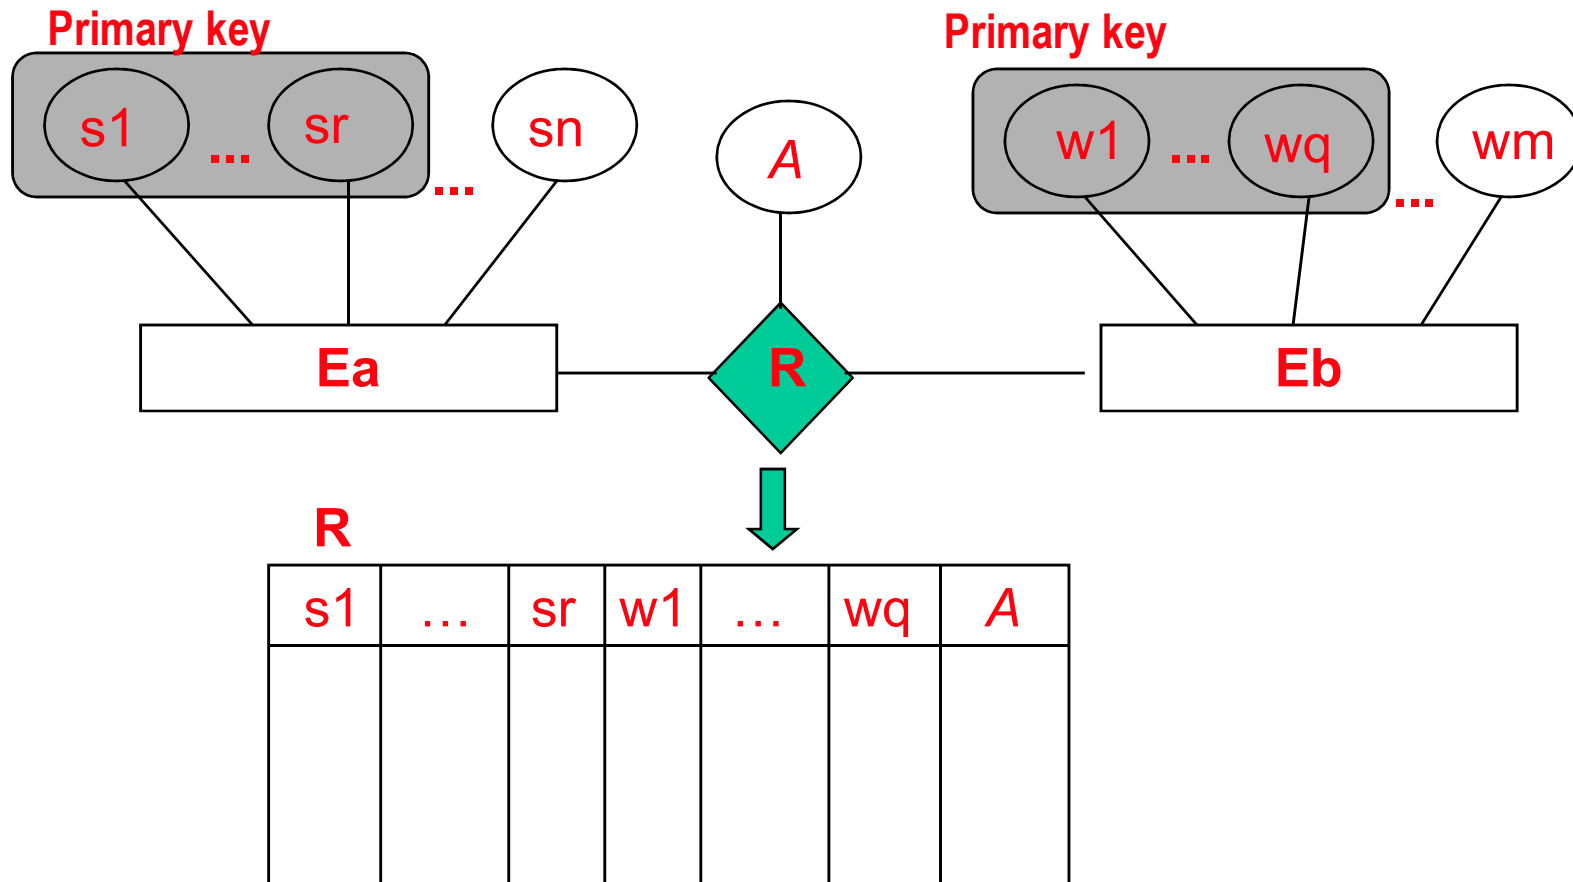 Primary key
Primary key
s1 ... sr ... sn
A
w1 ... wq ... wm
Ea
R
Eb
R
s1 … sr w1 … wq A